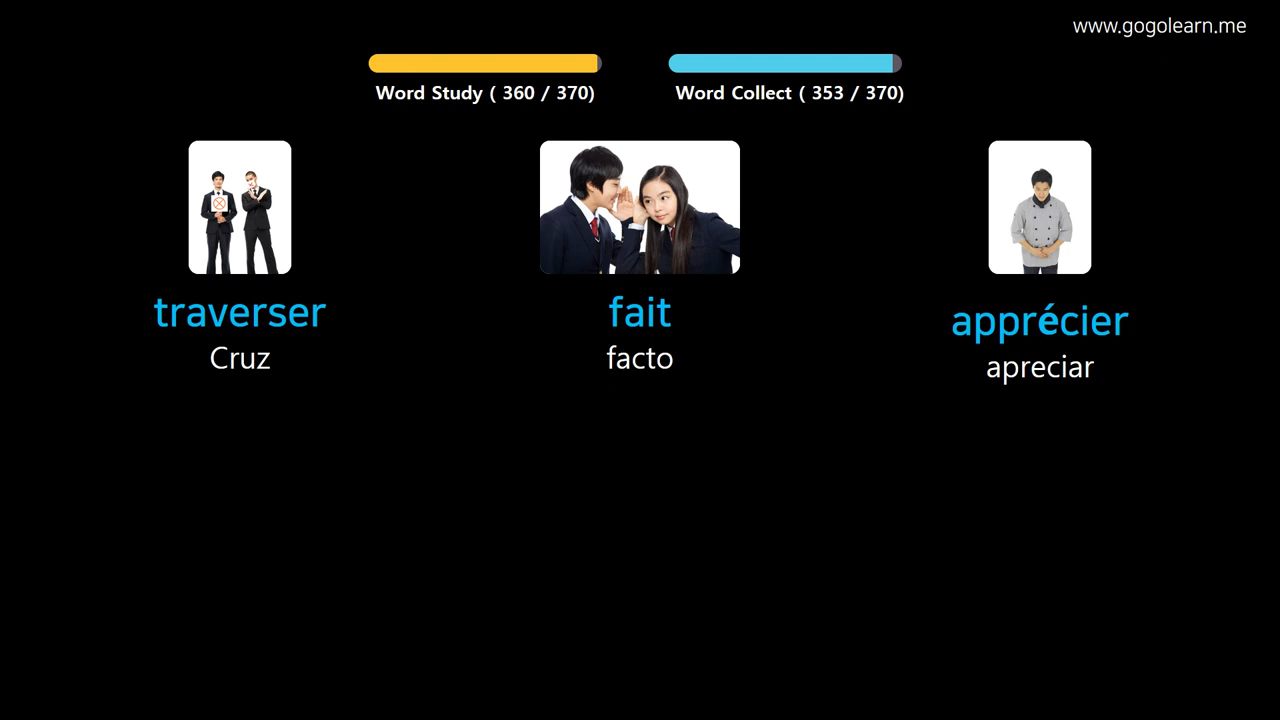 www.gogolearn.me
Word Study ( 360 / 370)
Word Collect ( 353 / 370)
traverser
Cruz
fait
facto
apprécier
apreciar